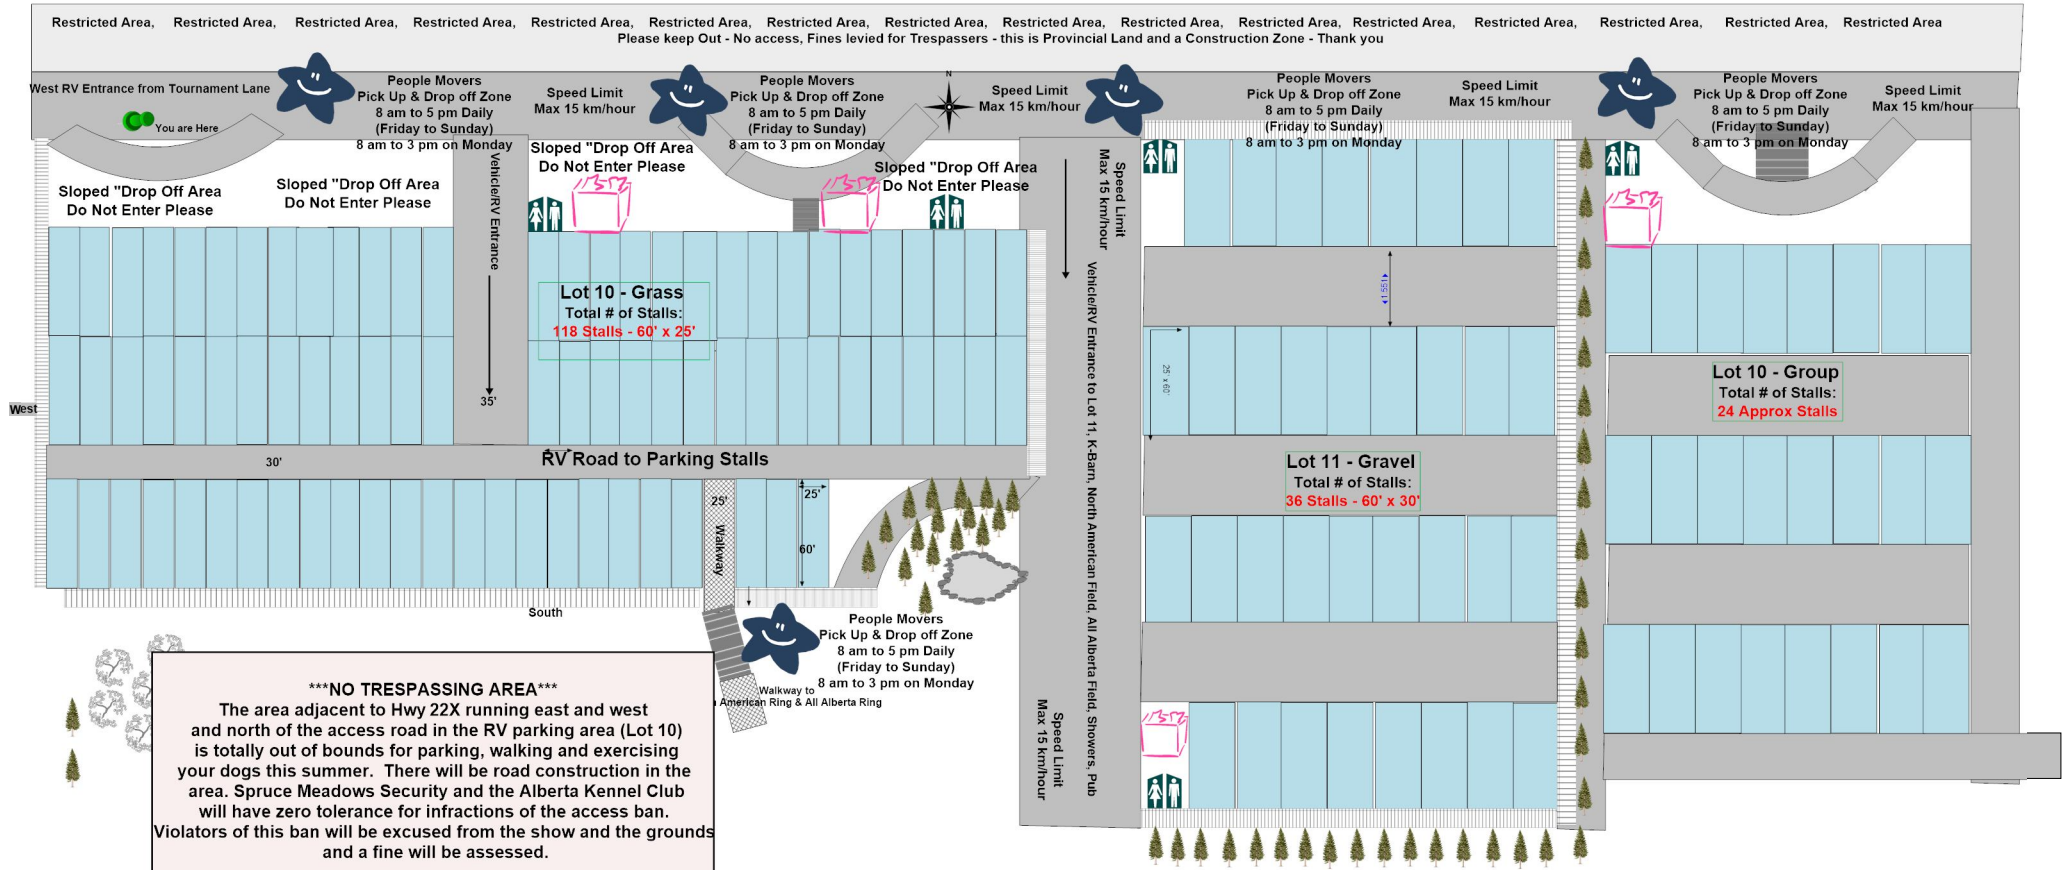 Restricted Area, Restricted Area, Restricted Area, Restricted Area, Restricted Area, Restricted Area, Restricted Area, Restricted Area, Restricted Area, Restricted Area, Restricted Area, Restricted Area, Restricted Area, Restricted Area, Restricted Area, Restricted Area
Please keep Out - No access, Fines levied for Trespassers - this is Provincial Land and a Construction Zone - Thank you
West RV Entrance from Tournament Lane
You are Here
People Movers
Pick Up & Drop off Zone
8 am to 5 pm Daily
(Friday to Sunday)
8 am to 3 pm on Monday
Speed Limit
Max 15 km/hour
People Movers
Pick Up & Drop off Zone
8 am to 5 pm Daily
(Friday to Sunday)
8 am to 3 pm on Monday
N
Speed Limit
Max 15 km/hour
People Movers
Pick Up & Drop off Zone
8 am to 5 pm Daily
(Friday to Sunday)
8 am to 3 pm on Monday
Speed Limit
Max 15 km/hour
People Movers
Pick Up & Drop off Zone
8 am to 5 pm Daily
(Friday to Sunday)
8 am to 3 pm on Monday
Speed Limit
Max 15 km/hour
Sloped "Drop Off Area
Do Not Enter Please
Sloped "Drop Off Area
Do Not Enter Please
Vehicle/RV Entrance
35'
Sloped "Drop Off Area
Do Not Enter Please
Sloped "Drop Off Area
Do Not Enter Please
Lot 10 - Grass
Total # of Stalls:
118 Stalls - 60' x 25'
West
30'
RV Road to Parking Stalls
25'
Walkway
25'
60'
South
Speed Limit
Max 15 km/hour
Vehicle/RV Entrance to Lot 11, K-Barn, North American Field, All Alberta Field, Showers, Pub
Speed Limit
Max 15 km/hour
25' x 60'
Lot 11 - Gravel
Total # of Stalls:
36 Stalls - 60' x 30'
Lot 10 - Group
Total # of Stalls:
24 Approx Stalls
People Movers
Pick Up & Drop off Zone
8 am to 5 pm Daily
(Friday to Sunday)
8 am to 3 pm on Monday
Walkway to
American Ring & All Alberta Ring
***NO TRESPASSING AREA***
The area adjacent to Hwy 22X running east and west
and north of the access road in the RV parking area (Lot 10)
is totally out of bounds for parking, walking and exercising
your dogs this summer. There will be road construction in the
area. Spruce Meadows Security and the Alberta Kennel Club
will have zero tolerance for infractions of the access ban.
Violators of this ban will be excused from the show and the grounds
and a fine will be assessed.